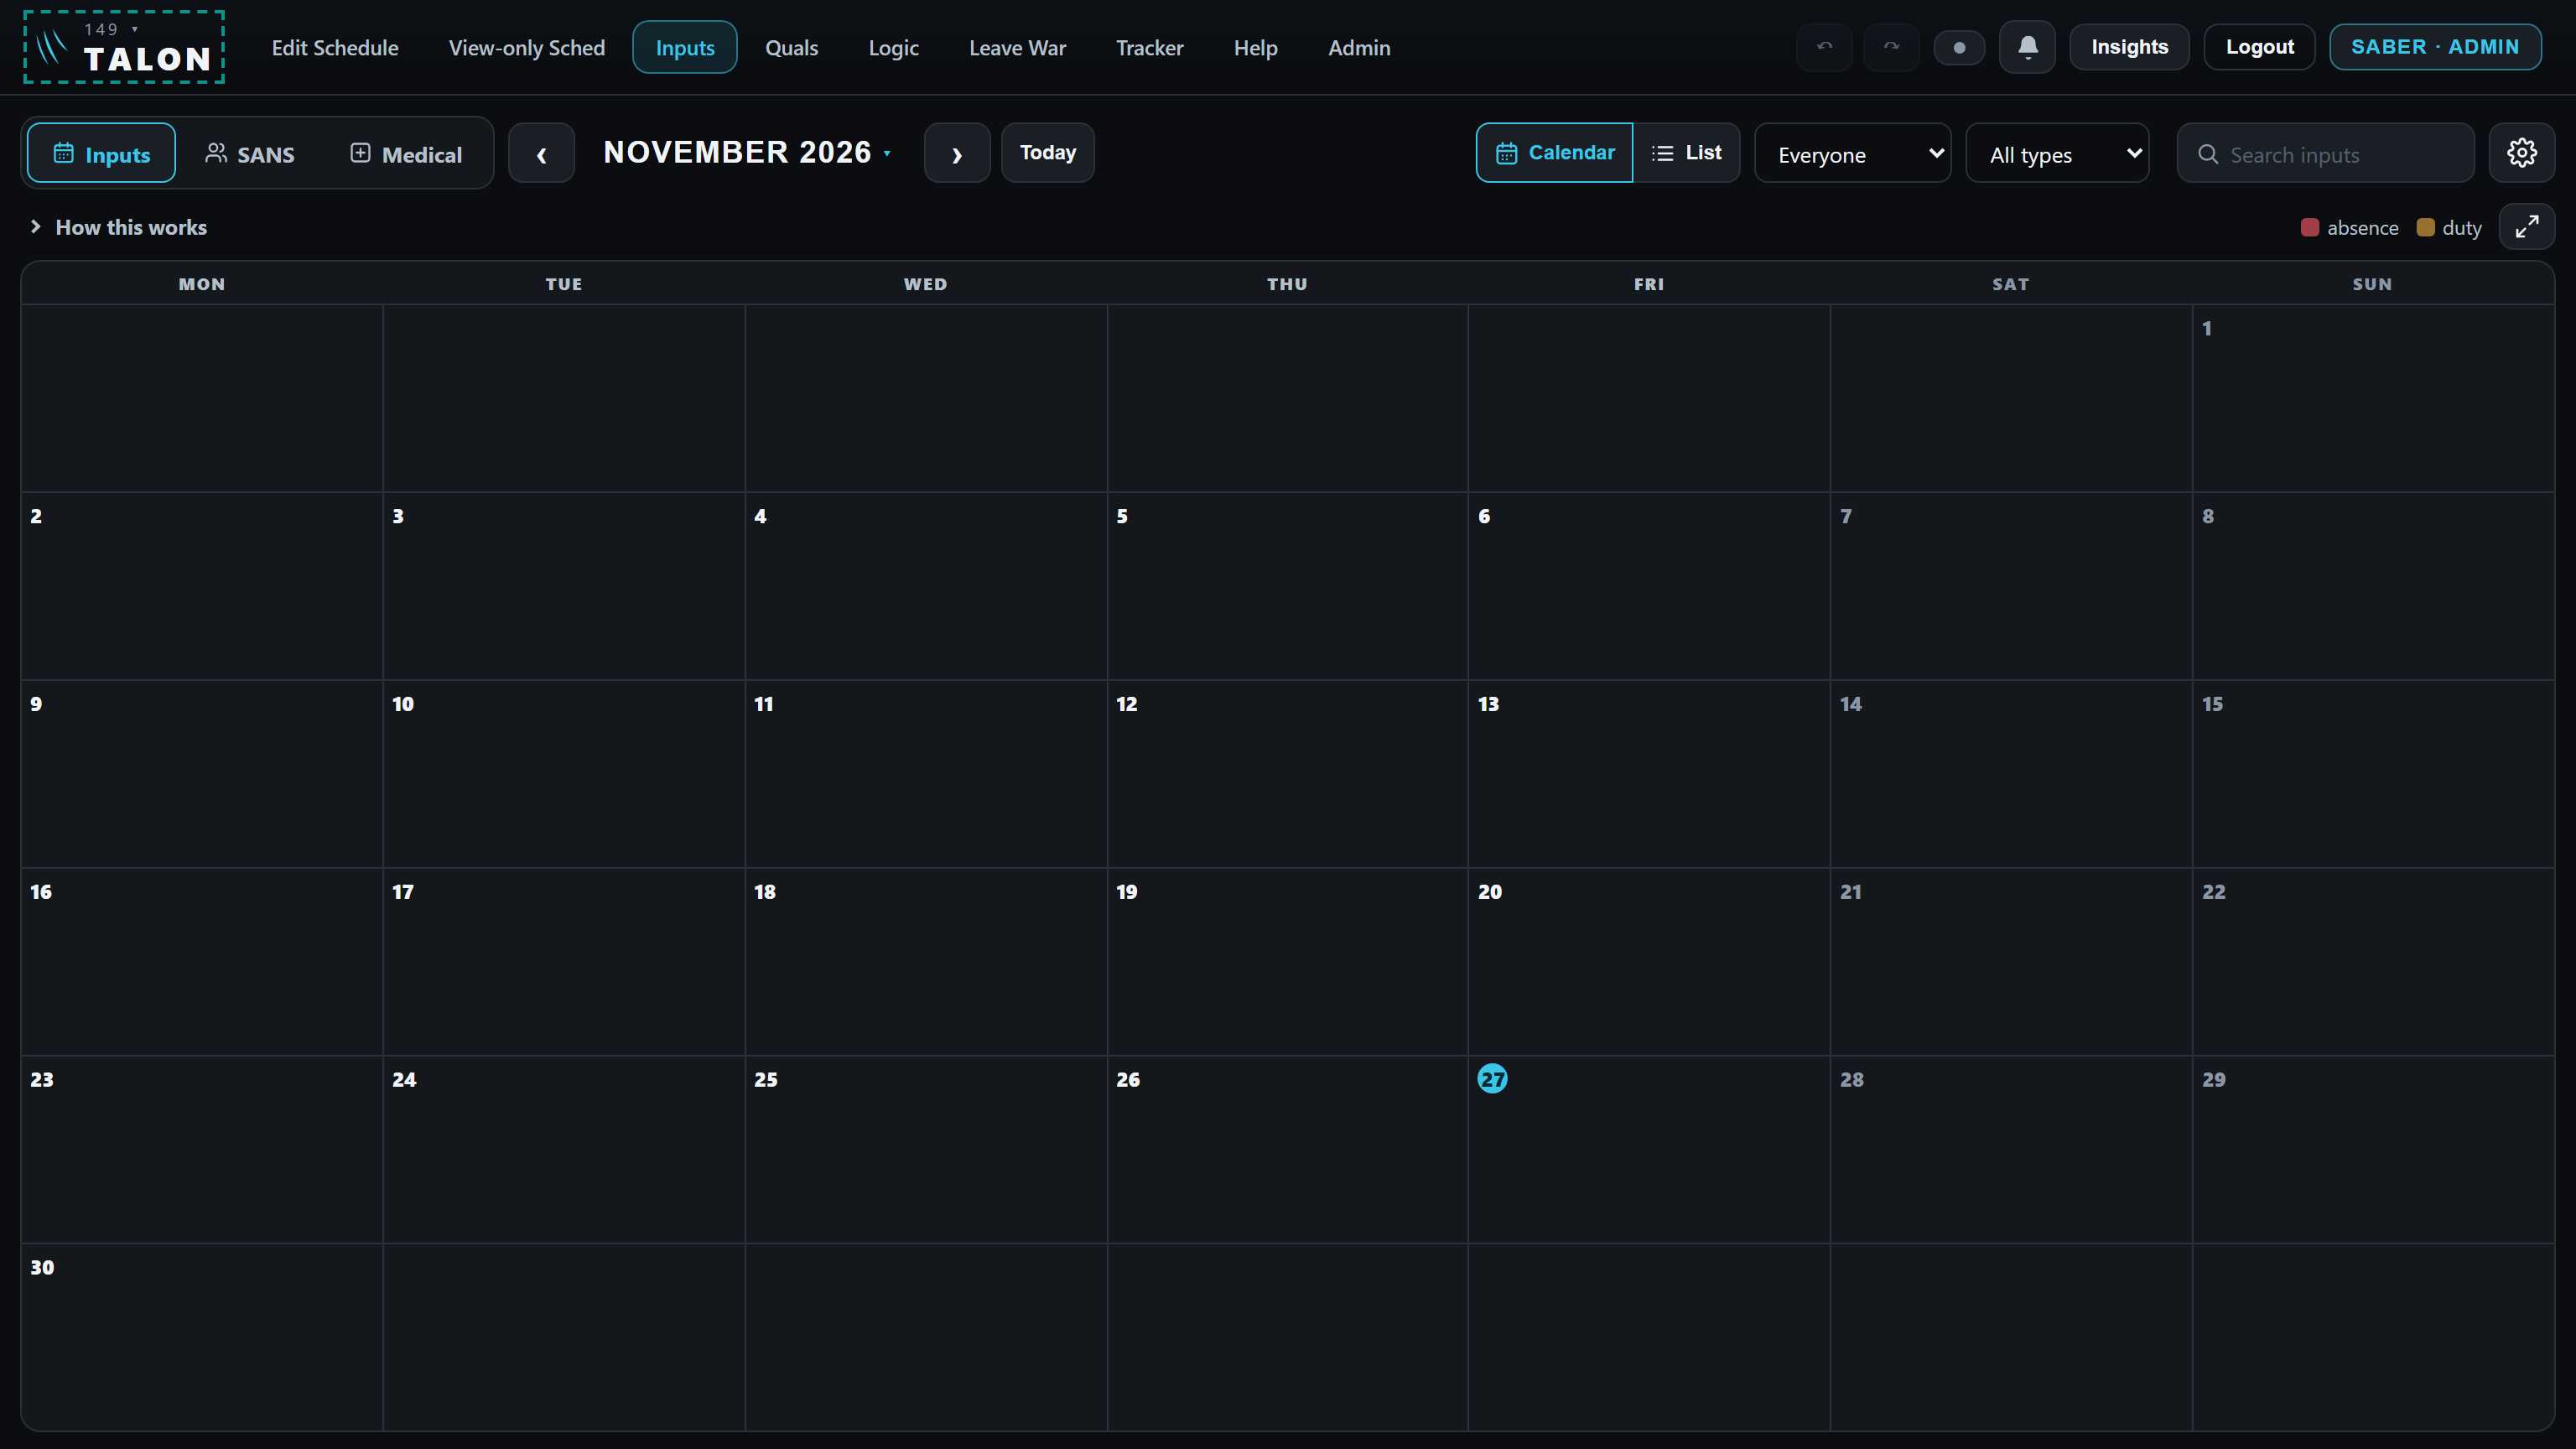 149 ▾
TALON
Edit Schedule View-only Sched Inputs Quals Logic Leave War Tracker Help Admin
Insights Logout SABER · ADMIN
Inputs SANS Medical ‹ NOVEMBER 2026 ▾ › Today
Calendar List Everyone All types Search inputs
How this works
absence duty
MON TUE WED THU FRI SAT SUN
1
2 3 4 5 6 7 8
9 10 11 12 13 14 15
16 17 18 19 20 21 22
23 24 25 26 27 28 29
30